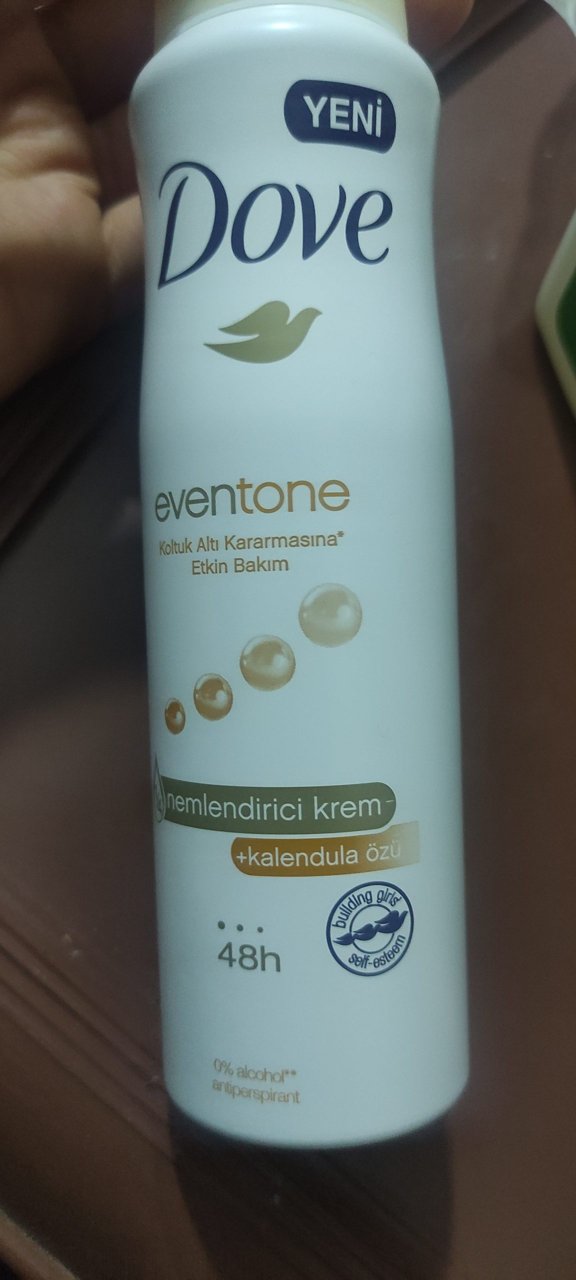 YENİ
Dove
eventone
Koltuk Altı Kararmasına*
Etkin Bakım
nemlendirici krem
+kalendula özü
building girls'
self-esteem
48h
0% alcohol**
antiperspirant